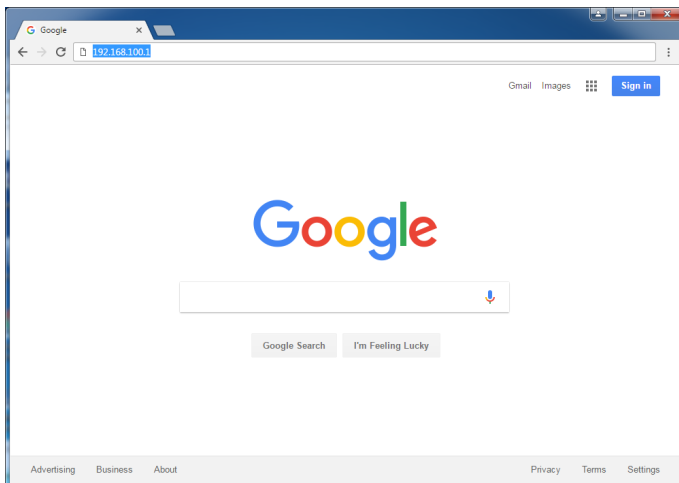 Google
192.168.100.1
Gmail Images Sign in
Google
Google Search I'm Feeling Lucky
Advertising Business About Privacy Terms Settings